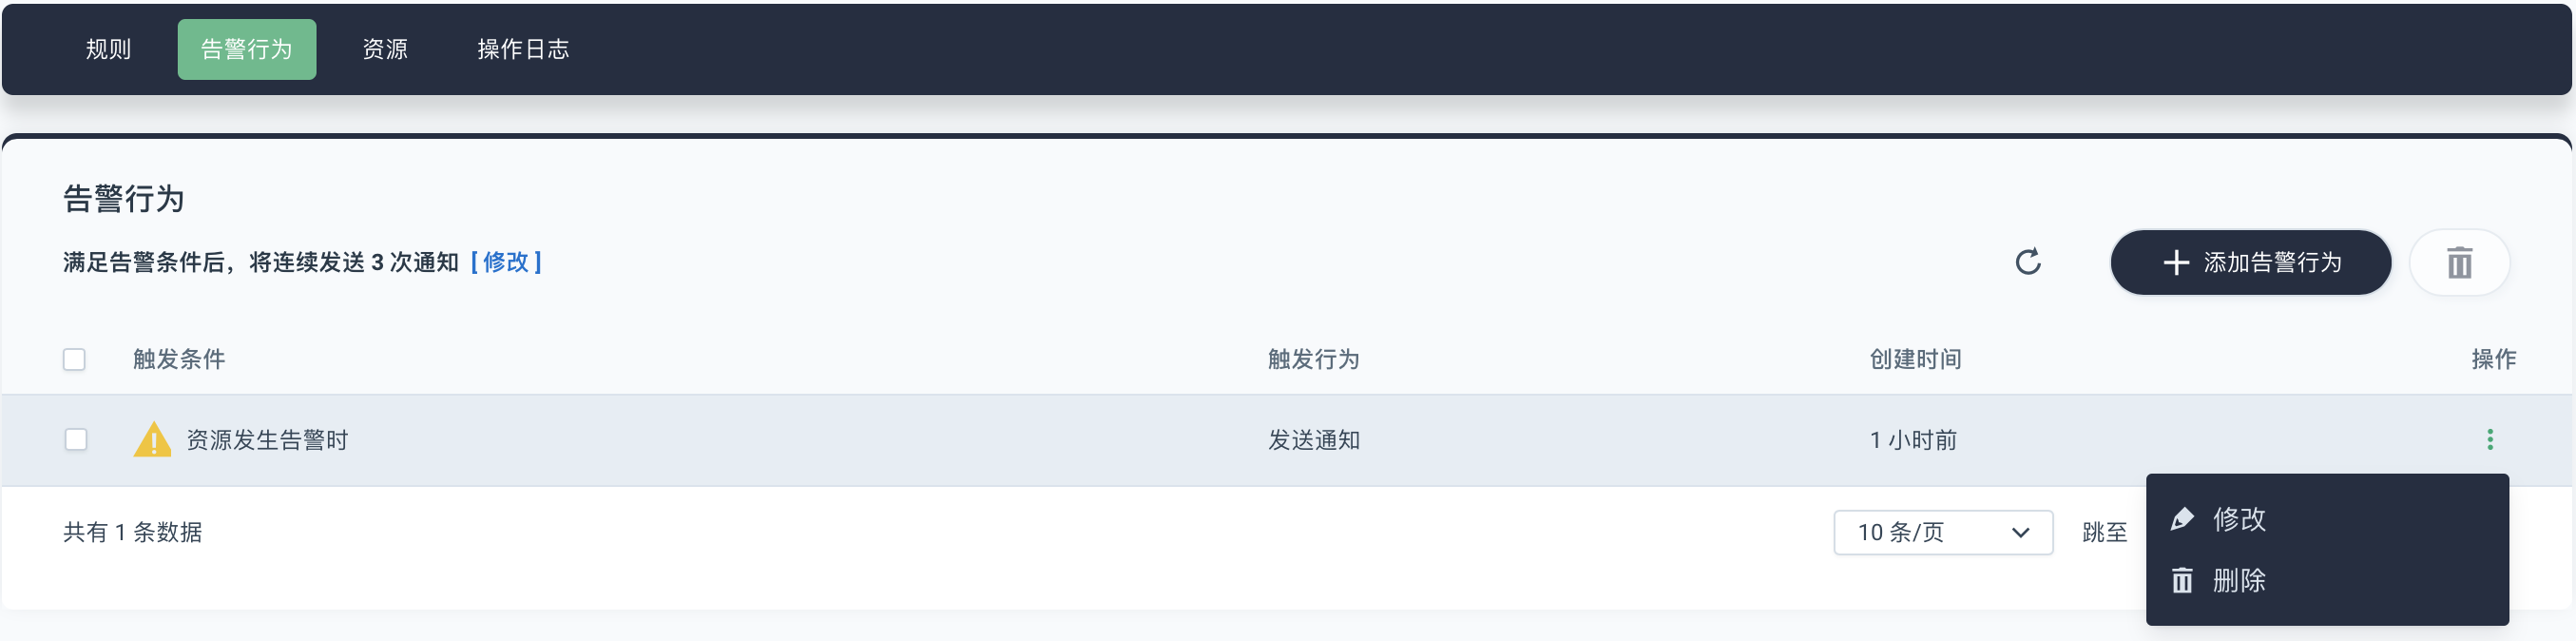 规则 告警行为 资源 操作日志
告警行为
满足告警条件后，将连续发送 3 次通知 [ 修改 ]
添加告警行为
触发条件 触发行为 创建时间 操作
资源发生告警时 发送通知 1 小时前
共有 1 条数据 10 条/页 跳至
修改
删除